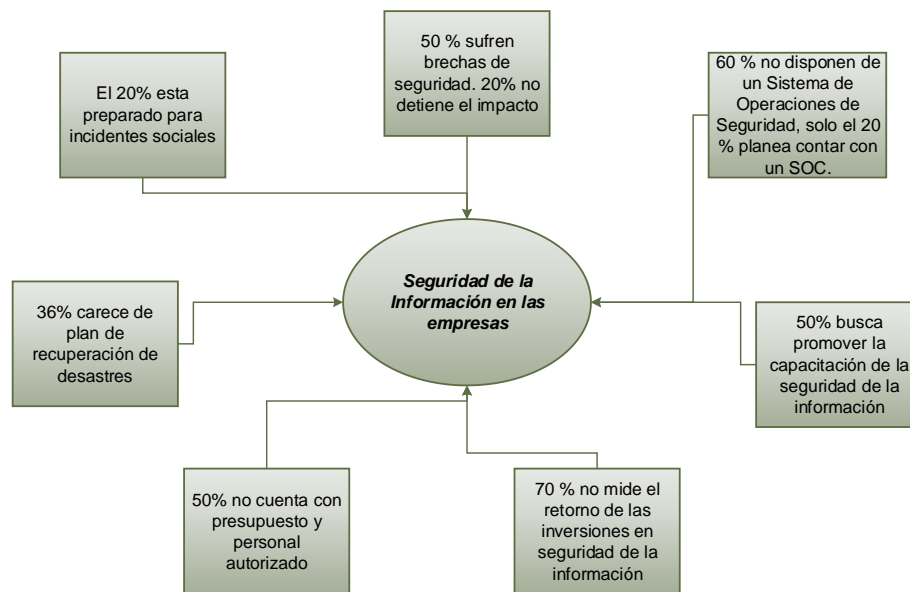 50 % sufren
brechas de
seguridad. 20% no
detiene el impacto
El 20% esta
preparado para
incidentes sociales
60 % no disponen de
un Sistema de
Operaciones de
Seguridad, solo el 20
% planea contar con
un SOC.
Seguridad de la
Información en las
empresas
36% carece de
plan de
recuperación de
desastres
50% busca
promover la
capacitación de la
seguridad de la
información
50% no cuenta con
presupuesto y
personal
autorizado
70 % no mide el
retorno de las
inversiones en
seguridad de la
información